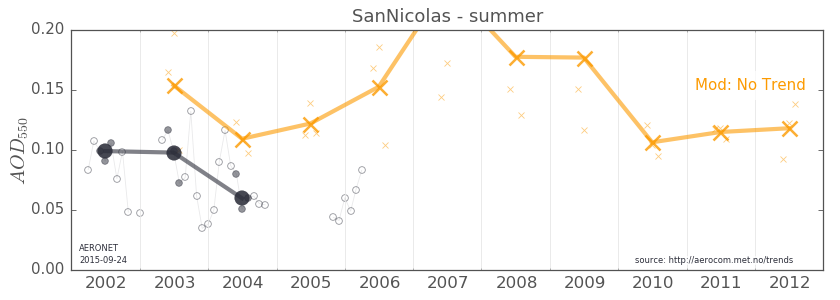 SanNicolas - summer
0.20
0.15
0.10
0.05
0.00
AOD550
Mod: No Trend
AERONET
2015-09-24
source: http://aerocom.met.no/trends
2002 2003 2004 2005 2006 2007 2008 2009 2010 2011 2012